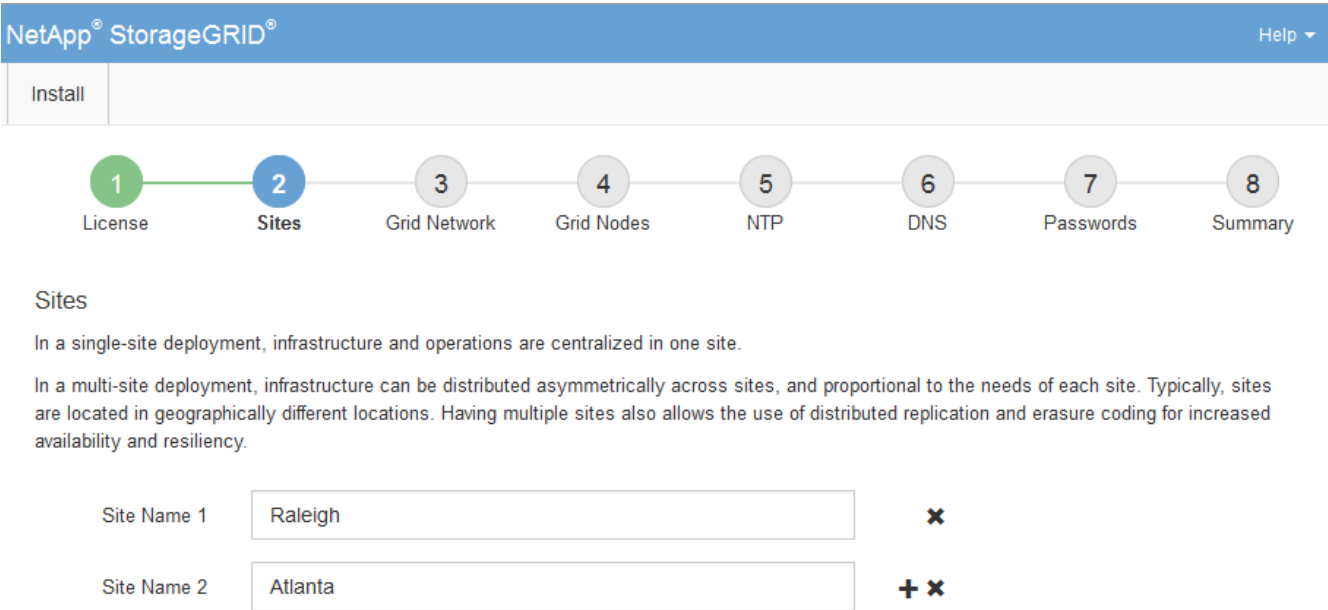 NetApp® StorageGRID®
Help
Install
1
2
3
4
5
6
7
8
License
Sites
Grid Network
Grid Nodes
NTP
DNS
Passwords
Summary
Sites
In a single-site deployment, infrastructure and operations are centralized in one site.
In a multi-site deployment, infrastructure can be distributed asymmetrically across sites, and proportional to the needs of each site. Typically, sites
are located in geographically different locations. Having multiple sites also allows the use of distributed replication and erasure coding for increased
availability and resiliency.
Site Name 1
Raleigh
Site Name 2
Atlanta